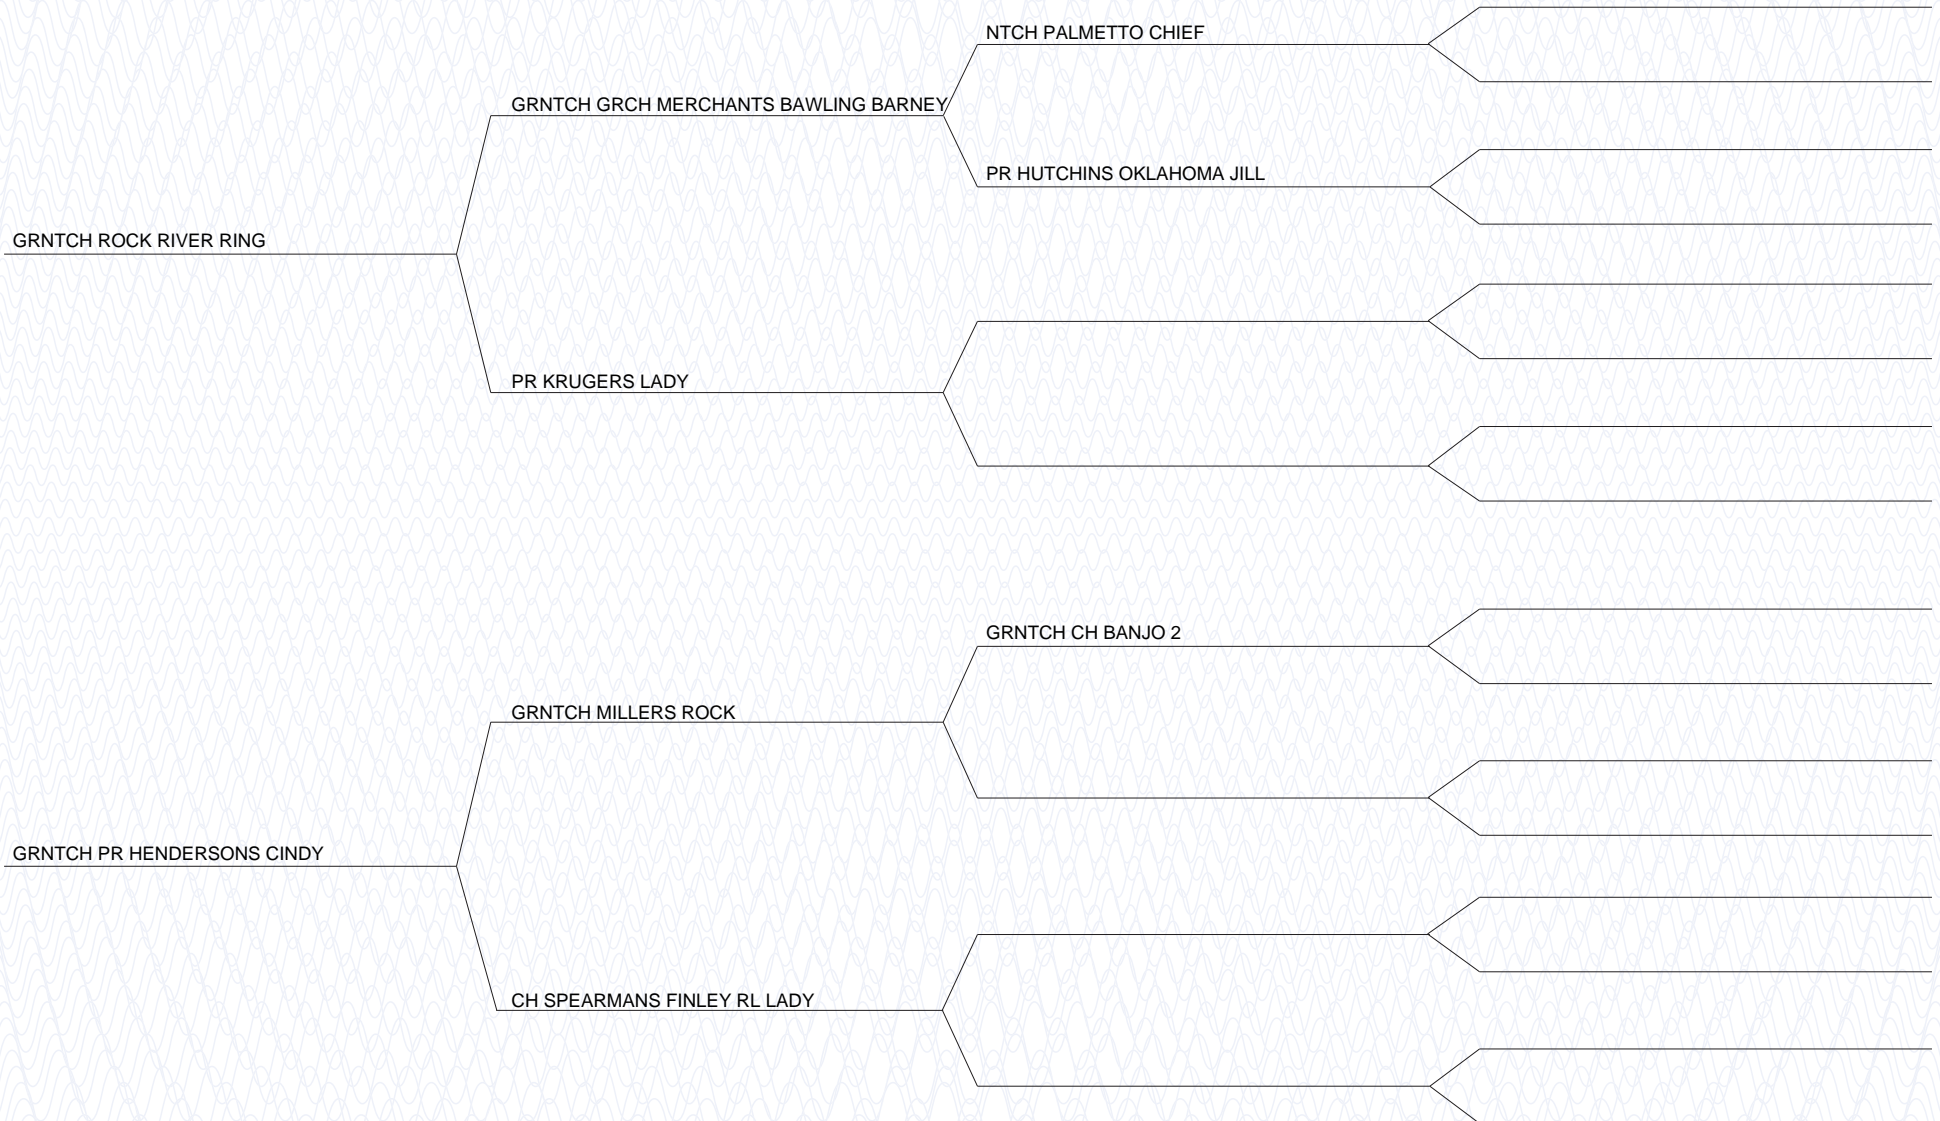 NTCH PALMETTO CHIEF
GRNTCH GRCH MERCHANTS BAWLING BARNEY
PR HUTCHINS OKLAHOMA JILL
GRNTCH ROCK RIVER RING
PR KRUGERS LADY
GRNTCH CH BANJO 2
GRNTCH MILLERS ROCK
GRNTCH PR HENDERSONS CINDY
CH SPEARMANS FINLEY RL LADY